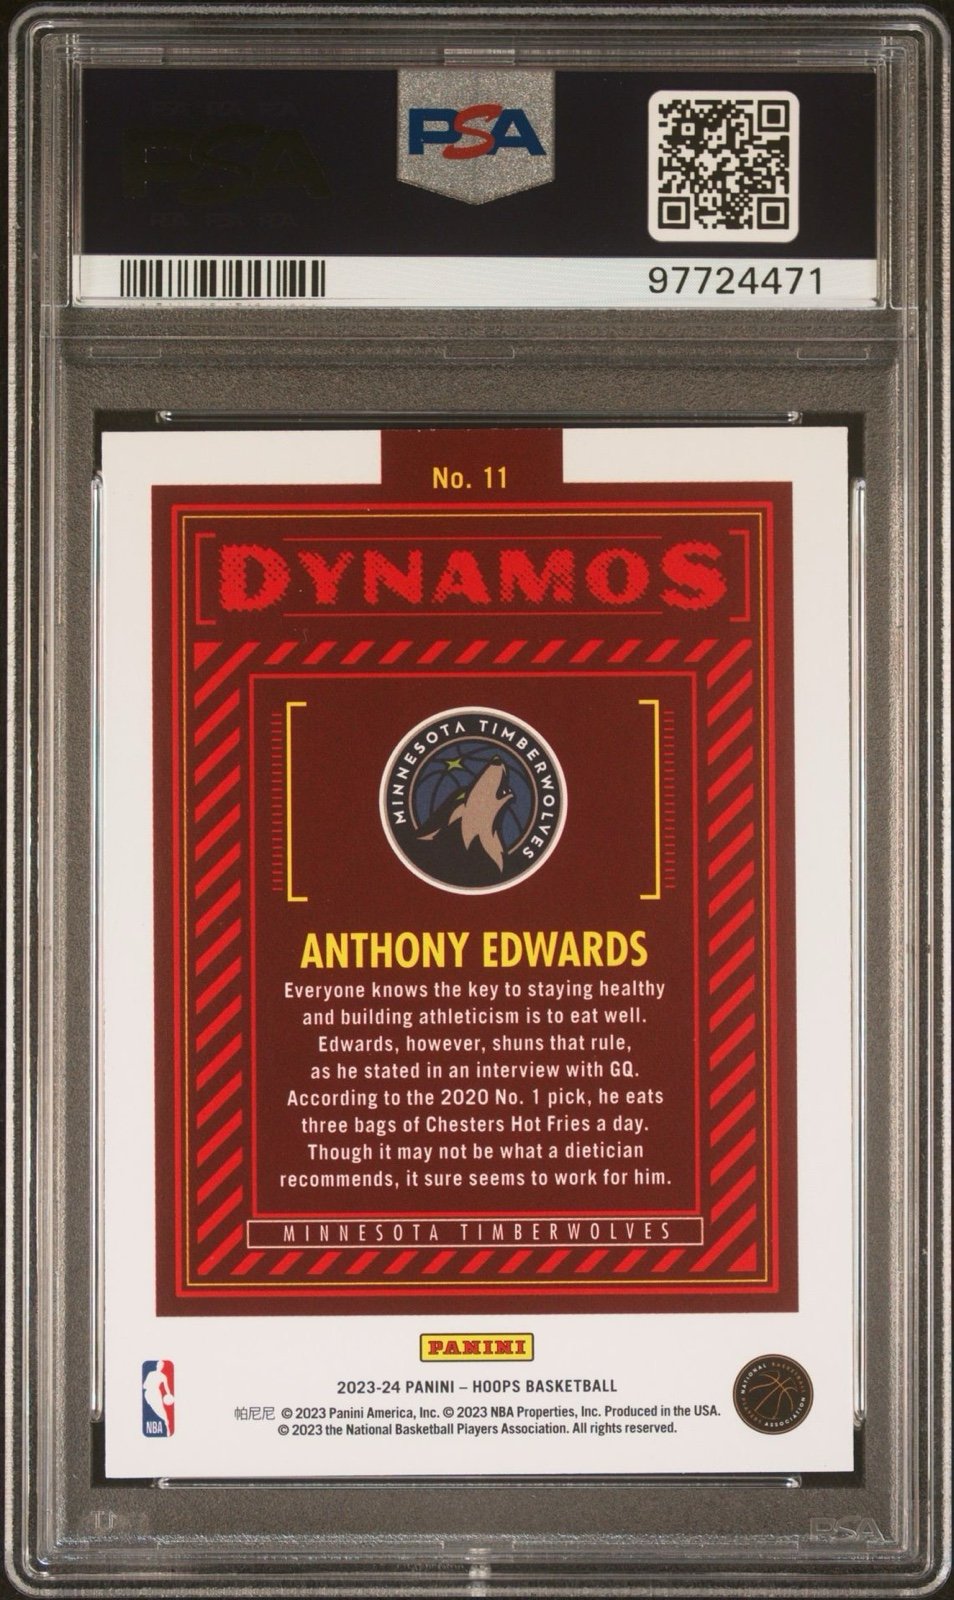 PSA
97724471
No. 11
DYNAMOS
MINNESOTA TIMBERWOLVES
ANTHONY EDWARDS
Everyone knows the key to staying healthy
and building athleticism is to eat well.
Edwards, however, shuns that rule,
as he stated in an interview with GQ.
According to the 2020 No. 1 pick, he eats
three bags of Chesters Hot Fries a day.
Though it may not be what a dietician
recommends, it sure seems to work for him.
MINNESOTA TIMBERWOLVES
PANINI
2023-24 PANINI – HOOPS BASKETBALL
帕尼尼 © 2023 Panini America, Inc. © 2023 NBA Properties, Inc. Produced in the USA.
© 2023 the National Basketball Players Association. All rights reserved.
NBA
NATIONAL BASKETBALL PLAYERS ASSOCIATION
PSA